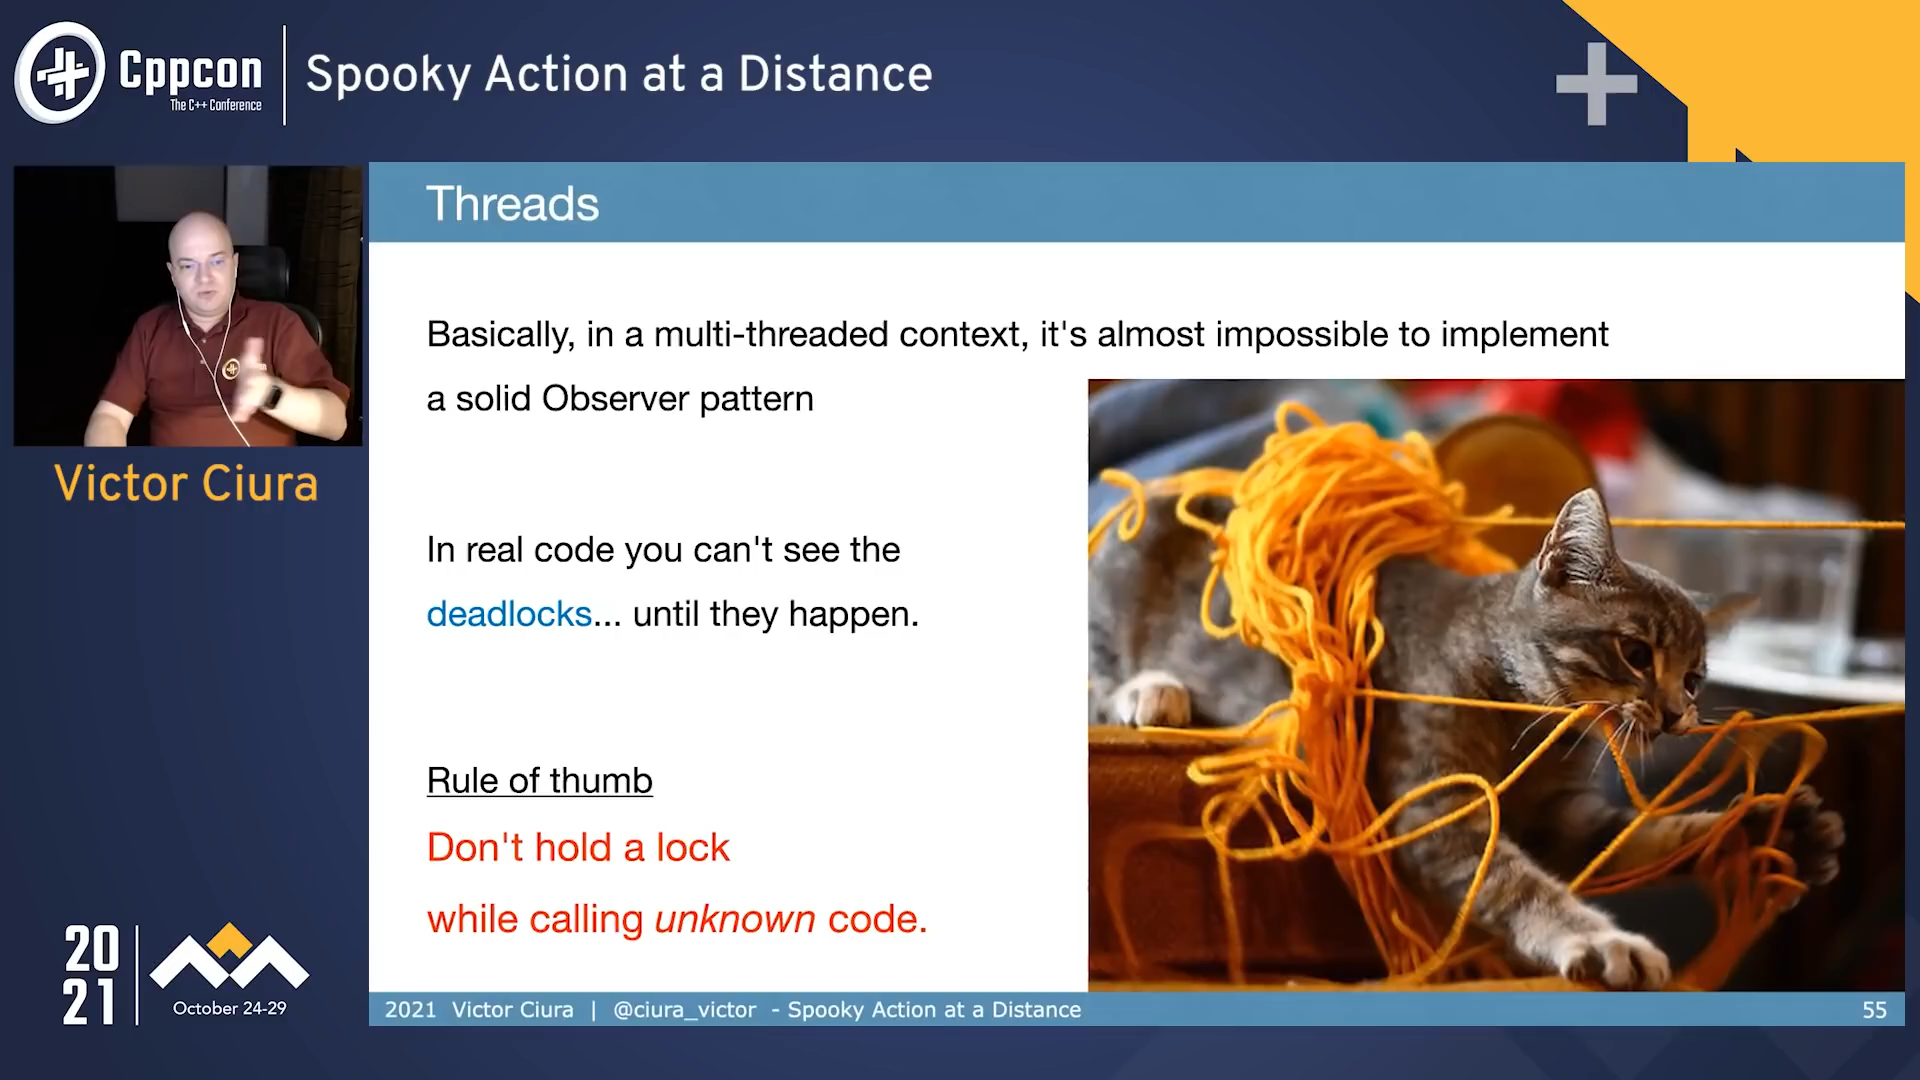 Cppcon
The C++ Conference
Spooky Action at a Distance
Victor Ciura
Threads
Basically, in a multi-threaded context, it's almost impossible to implement
a solid Observer pattern
In real code you can't see the
deadlocks... until they happen.
Rule of thumb
Don't hold a lock
while calling unknown code.
20
21
October 24-29
2021 Victor Ciura | @ciura_victor - Spooky Action at a Distance
55